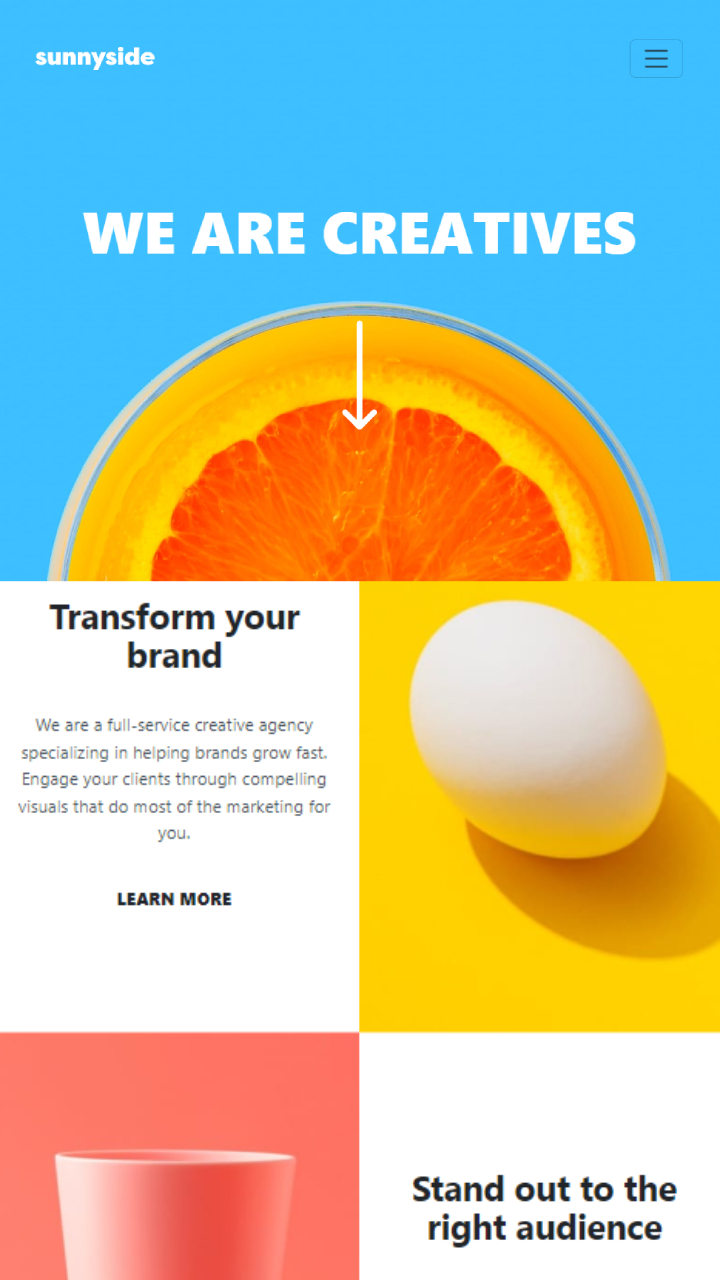 sunnyside
WE ARE CREATIVES
Transform your
brand
We are a full-service creative agency
specializing in helping brands grow fast.
Engage your clients through compelling
visuals that do most of the marketing for
you.
LEARN MORE
Stand out to the
right audience